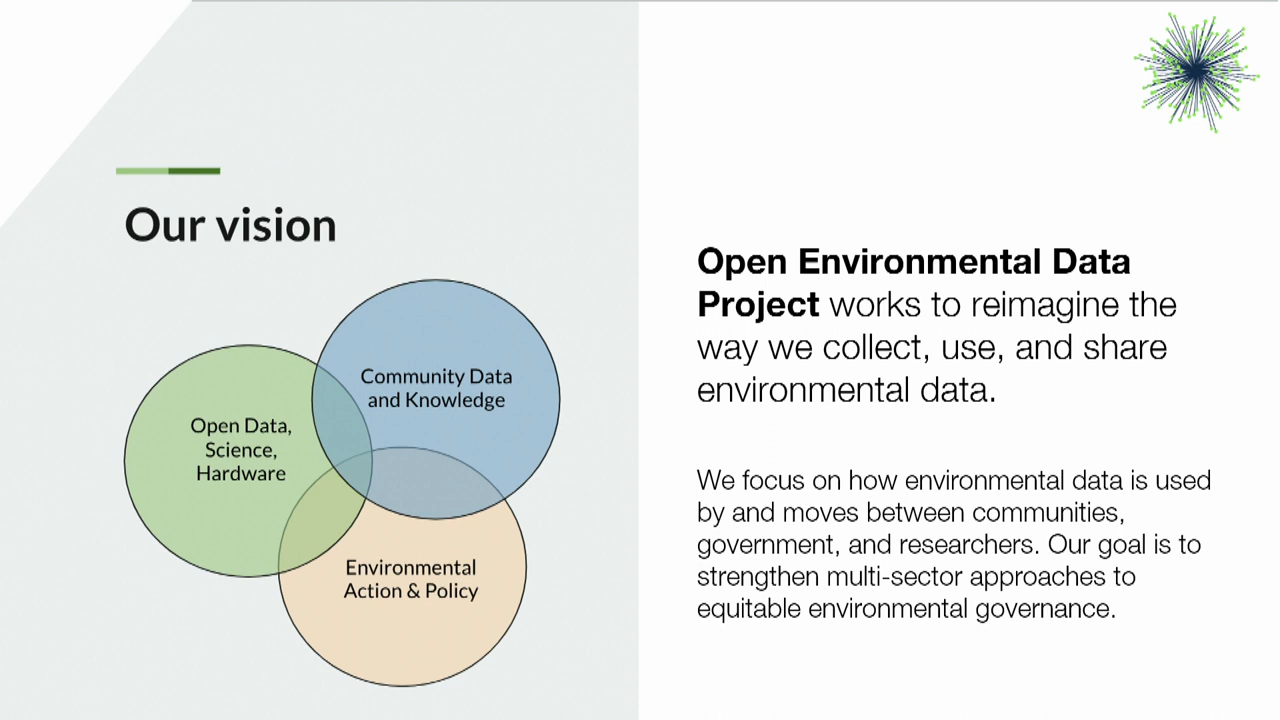 Our vision
Community Data
and Knowledge
Open Data,
Science,
Hardware
Environmental
Action & Policy
Open Environmental Data
Project works to reimagine the
way we collect, use, and share
environmental data.
We focus on how environmental data is used
by and moves between communities,
government, and researchers. Our goal is to
strengthen multi-sector approaches to
equitable environmental governance.